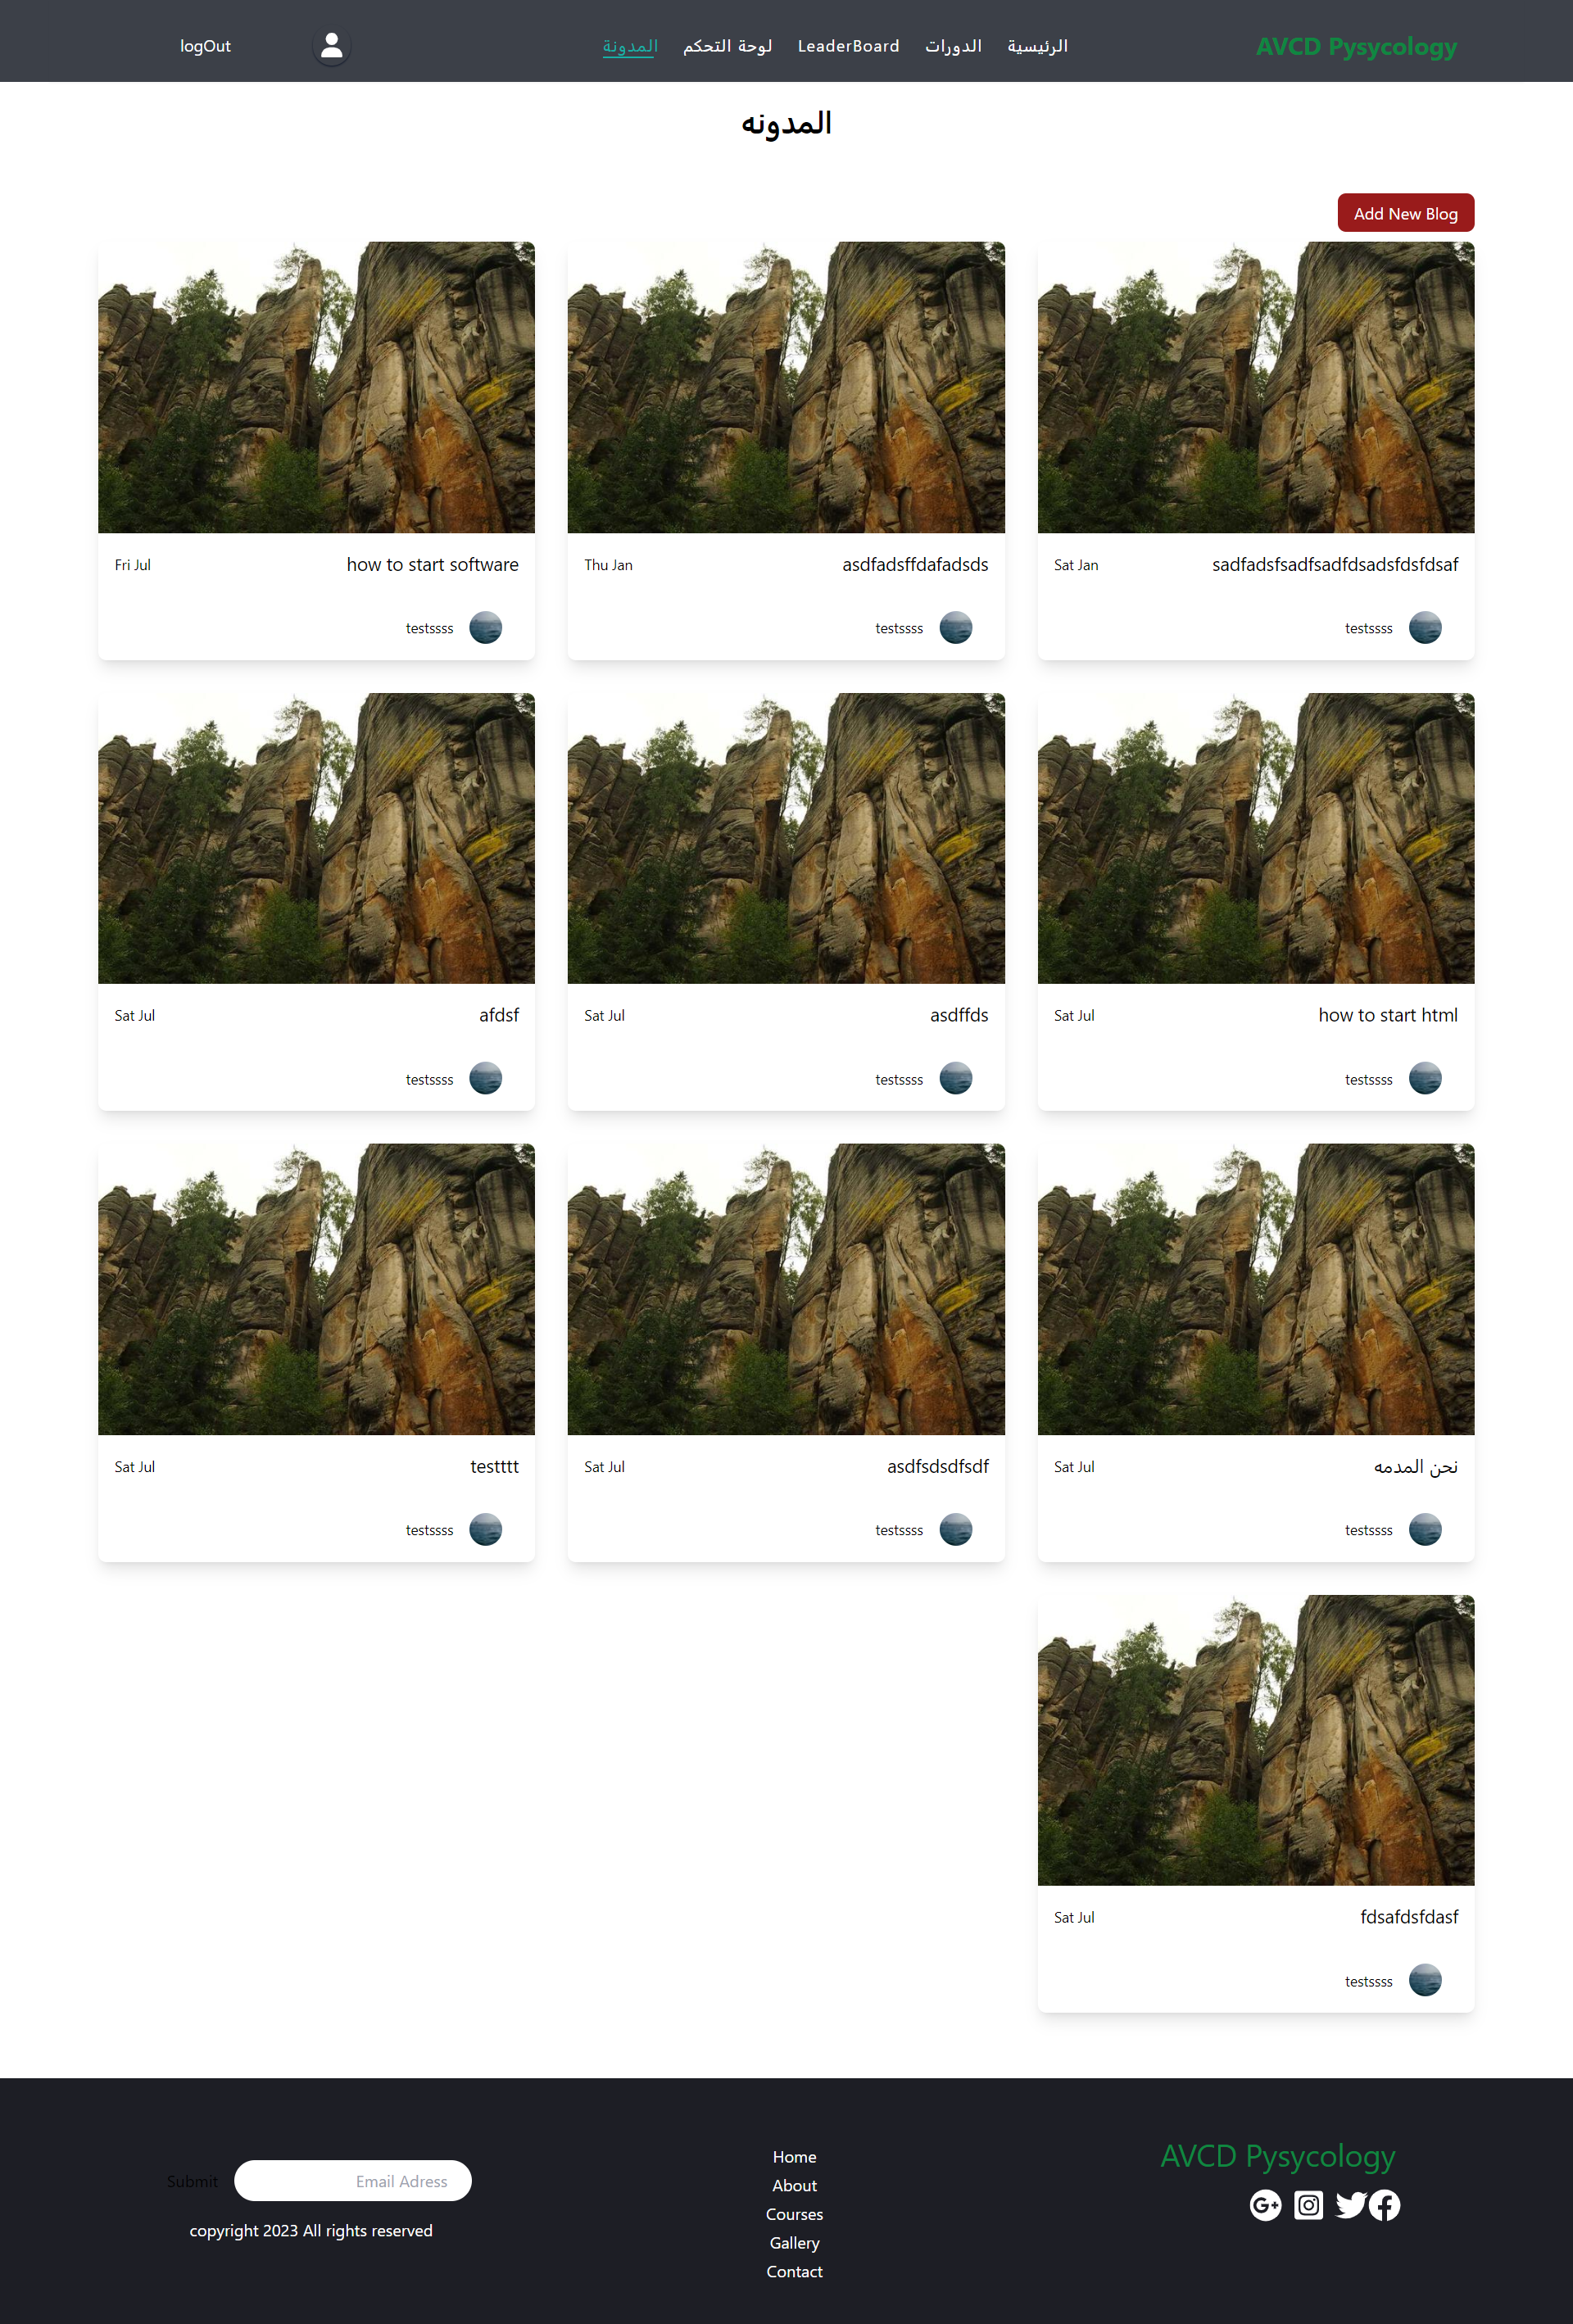 AVCD Pysycology
الرئيسية
الدورات
LeaderBoard
لوحة التحكم
المدونة
logOut
المدونه
Add New Blog
sadfadsfsadfsadfdsadsfdsfdsaf
Sat Jan
testssss
asdfadsffdafadsds
Thu Jan
testssss
how to start software
Fri Jul
testssss
how to start html
Sat Jul
testssss
asdffds
Sat Jul
testssss
afdsf
Sat Jul
testssss
نحن المدمه
Sat Jul
testssss
asdfsdsdfsdf
Sat Jul
testssss
testttt
Sat Jul
testssss
fdsafdsfdasf
Sat Jul
testssss
AVCD Pysycology
Home
About
Courses
Gallery
Contact
Email Adress
Submit
copyright 2023 All rights reserved